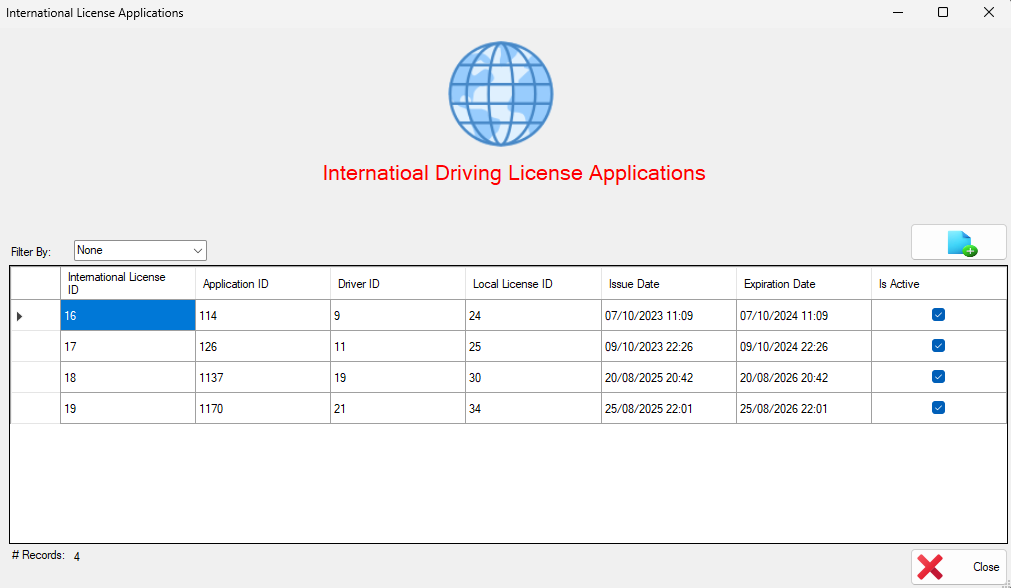 International License Applications
Internatioal Driving License Applications
Filter By: None
International License ID Application ID Driver ID Local License ID Issue Date Expiration Date Is Active
16 114 9 24 07/10/2023 11:09 07/10/2024 11:09
17 126 11 25 09/10/2023 22:26 09/10/2024 22:26
18 1137 19 30 20/08/2025 20:42 20/08/2026 20:42
19 1170 21 34 25/08/2025 22:01 25/08/2026 22:01
# Records: 4
Close